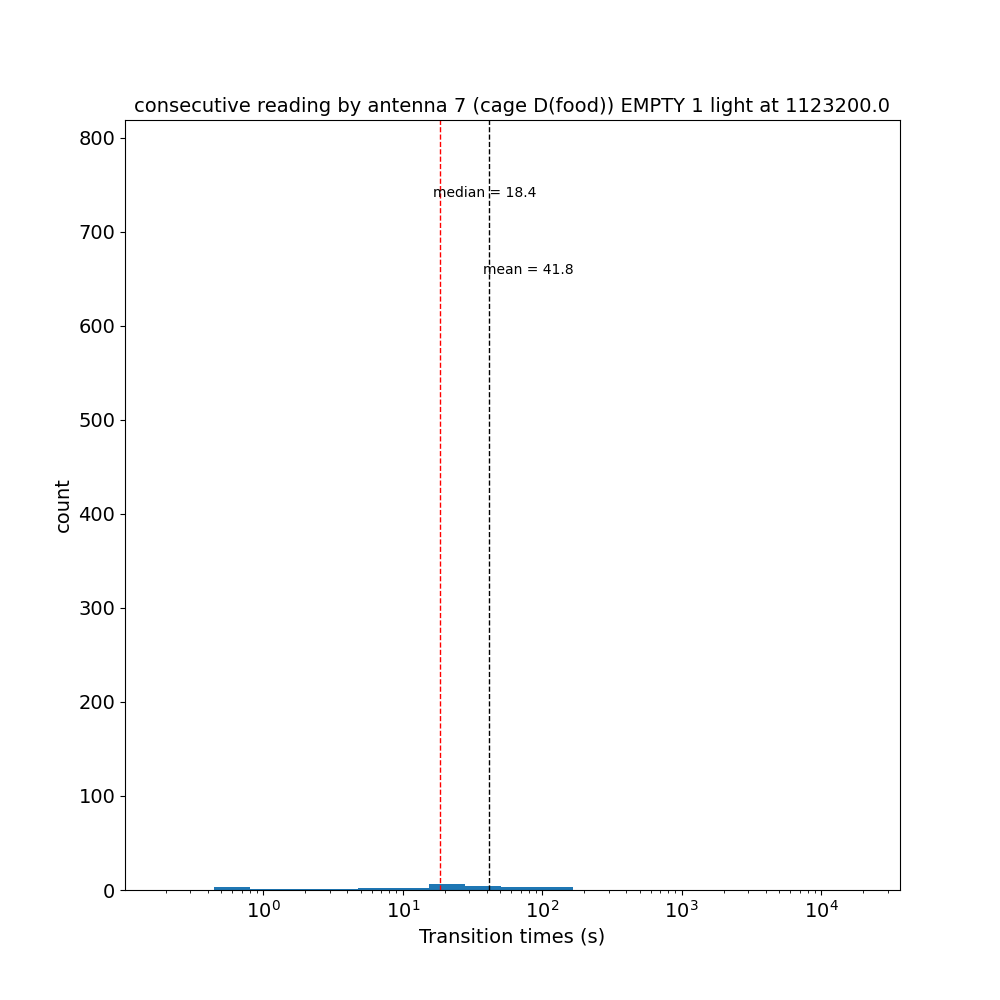 consecutive reading by antenna 7 (cage D(food)) EMPTY 1 light at 1123200.0
800
median = 18.4
700
mean = 41.8
600
500
count
400
300
200
100
0
10⁰ 10¹ 10² 10³ 10⁴
Transition times (s)